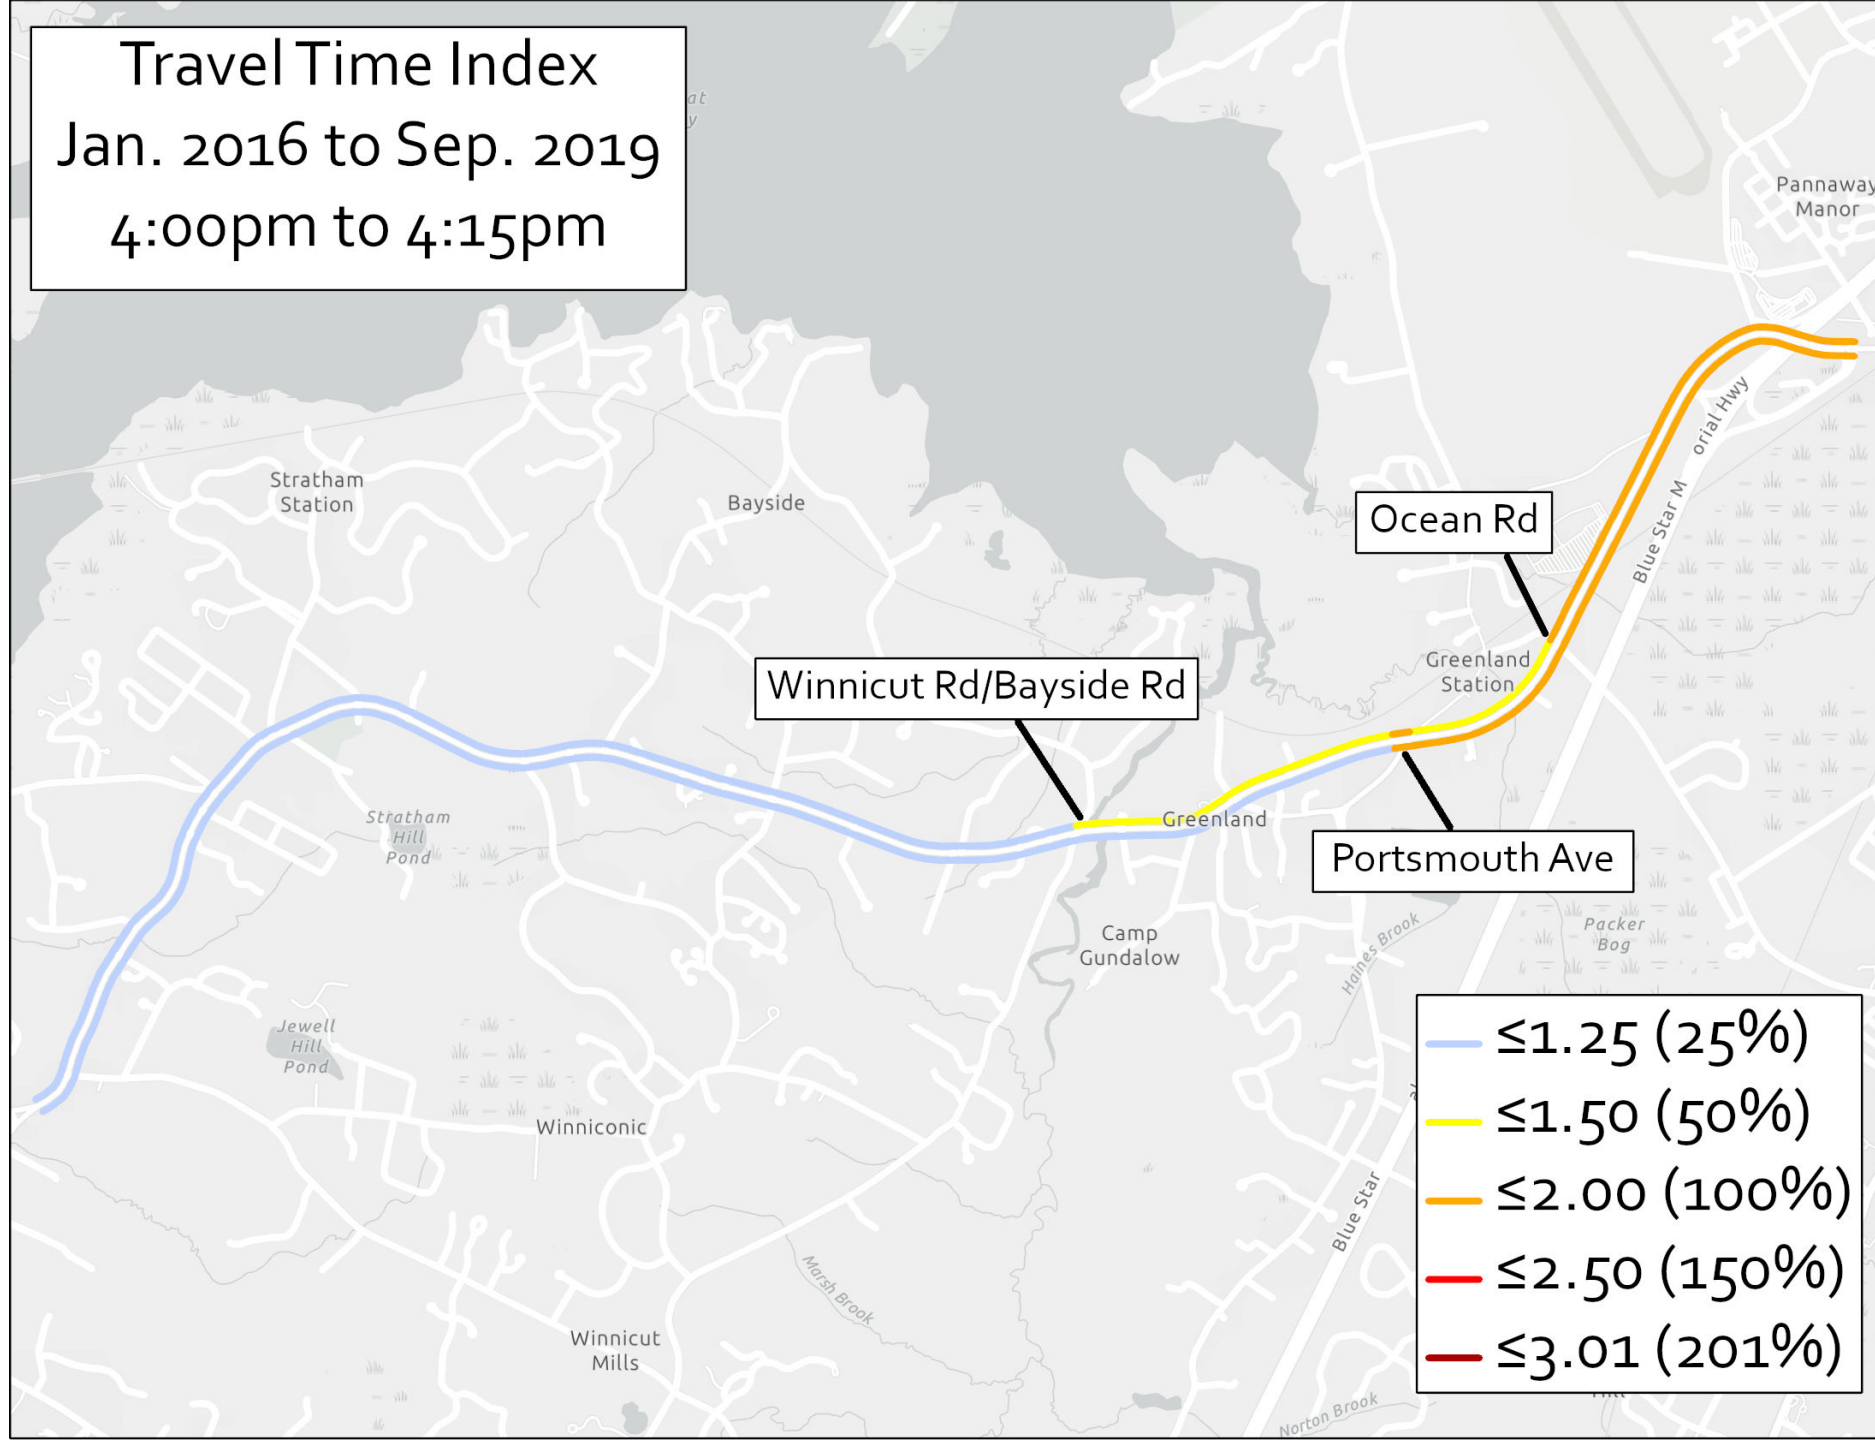 Travel Time Index
Jan. 2016 to Sep. 2019
4:00pm to 4:15pm
at
y
Pannaway
Manor
orial Hwy
Stratham
Station
Bayside
Blue Star M
Ocean Rd
Greenland
Station
Winnicut Rd/Bayside Rd
Greenland
Stratham
Hill
Pond
Portsmouth Ave
Camp
Gundalow
Haines Brook
Packer
Bog
Jewell
Hill
Pond
Winniconic
Blue Star
Marsh Brook
Winnicut
Mills
Norton Brook
≤1.25 (25%)
≤1.50 (50%)
≤2.00 (100%)
≤2.50 (150%)
≤3.01 (201%)